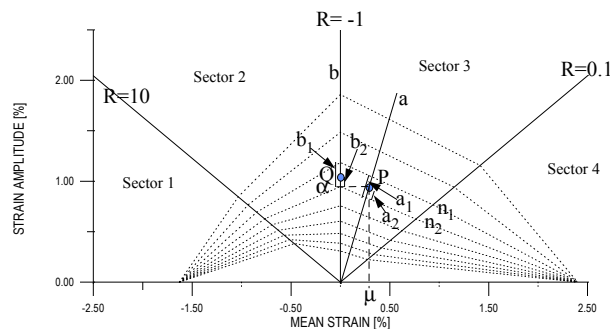 R= -1
Sector 2
Sector 3
R=0.1
R=10
b
a
b1
b2
Q
α
P
a1
a2
n1
n2
Sector 1
Sector 4
STRAIN AMPLITUDE [%]
2.00
1.00
0.00
-2.50
-1.50
-0.50
μ
0.50
1.50
2.50
MEAN STRAIN [%]